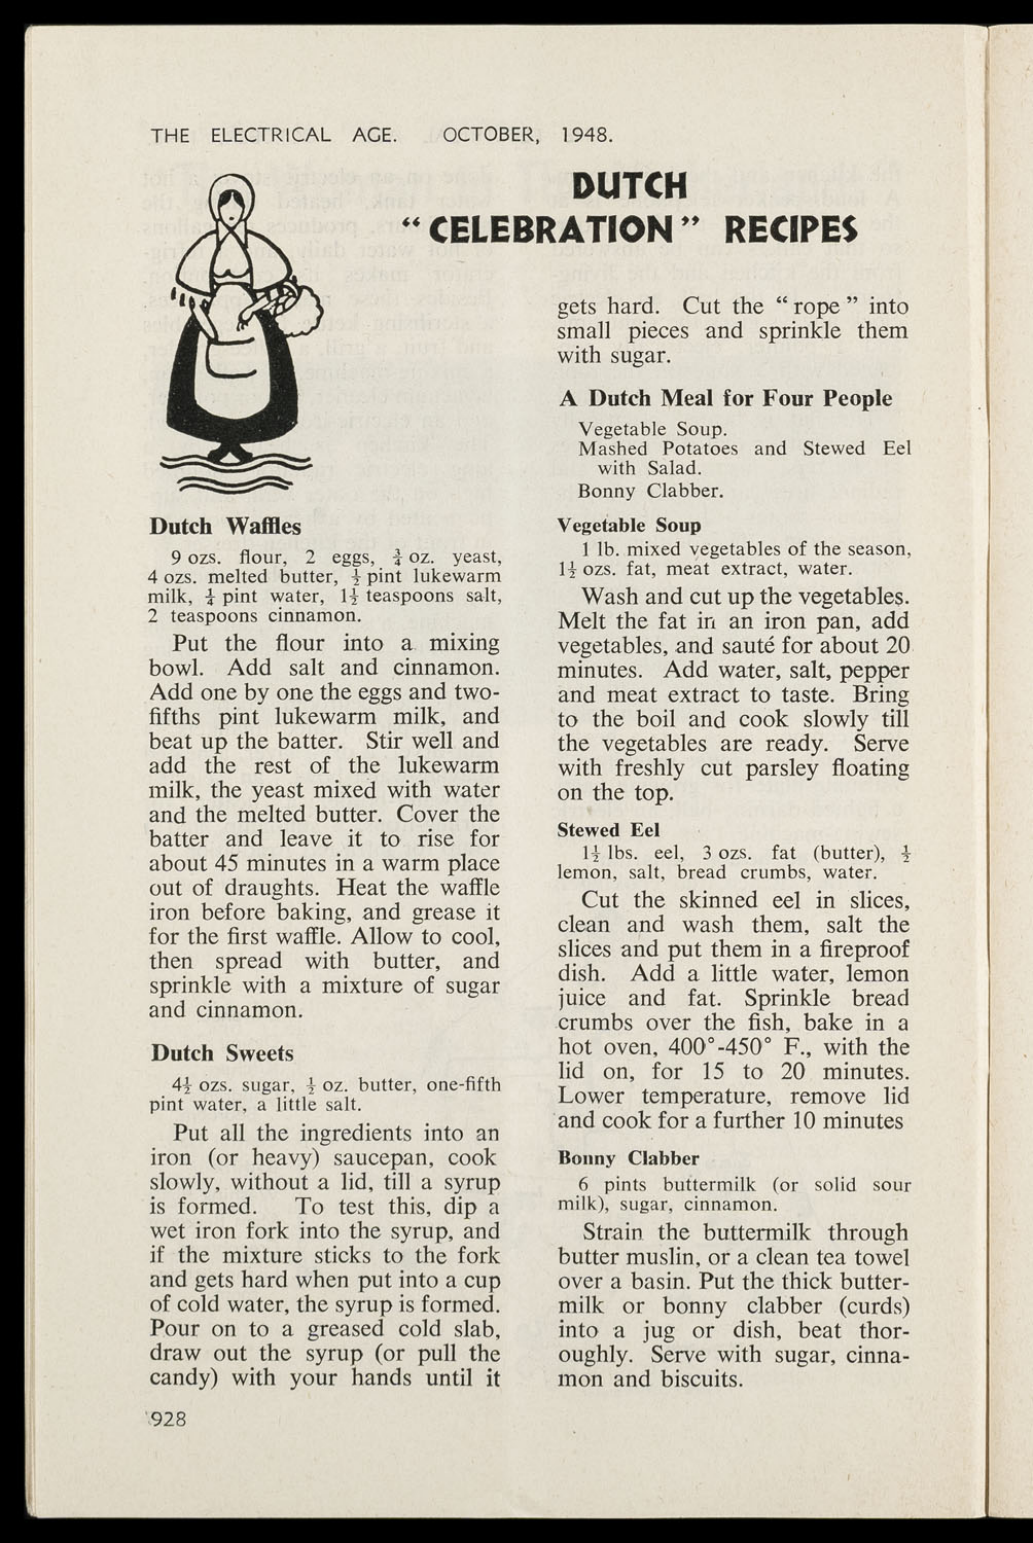 THE ELECTRICAL AGE. OCTOBER, 1948.
DUTCH
“CELEBRATION” RECIPES
Dutch Waffles
9 ozs. flour, 2 eggs, ¾ oz. yeast,
4 ozs. melted butter, ½ pint lukewarm
milk, ¼ pint water, 1½ teaspoons salt,
2 teaspoons cinnamon.
Put the flour into a mixing
bowl. Add salt and cinnamon.
Add one by one the eggs and two-
fifths pint lukewarm milk, and
beat up the batter. Stir well and
add the rest of the lukewarm
milk, the yeast mixed with water
and the melted butter. Cover the
batter and leave it to rise for
about 45 minutes in a warm place
out of draughts. Heat the waffle
iron before baking, and grease it
for the first waffle. Allow to cool,
then spread with butter, and
sprinkle with a mixture of sugar
and cinnamon.
Dutch Sweets
4½ ozs. sugar, ½ oz. butter, one-fifth
pint water, a little salt.
Put all the ingredients into an
iron (or heavy) saucepan, cook
slowly, without a lid, till a syrup
is formed. To test this, dip a
wet iron fork into the syrup, and
if the mixture sticks to the fork
and gets hard when put into a cup
of cold water, the syrup is formed.
Pour on to a greased cold slab,
draw out the syrup (or pull the
candy) with your hands until it
gets hard. Cut the “rope” into
small pieces and sprinkle them
with sugar.
A Dutch Meal for Four People
Vegetable Soup.
Mashed Potatoes and Stewed Eel
with Salad.
Bonny Clabber.
Vegetable Soup
1 lb. mixed vegetables of the season,
1½ ozs. fat, meat extract, water.
Wash and cut up the vegetables.
Melt the fat in an iron pan, add
vegetables, and sauté for about 20
minutes. Add water, salt, pepper
and meat extract to taste. Bring
to the boil and cook slowly till
the vegetables are ready. Serve
with freshly cut parsley floating
on the top.
Stewed Eel
1½ lbs. eel, 3 ozs. fat (butter), ½
lemon, salt, bread crumbs, water.
Cut the skinned eel in slices,
clean and wash them, salt the
slices and put them in a fireproof
dish. Add a little water, lemon
juice and fat. Sprinkle bread
crumbs over the fish, bake in a
hot oven, 400°-450° F., with the
lid on, for 15 to 20 minutes.
Lower temperature, remove lid
and cook for a further 10 minutes
Bonny Clabber
6 pints buttermilk (or solid sour
milk), sugar, cinnamon.
Strain the buttermilk through
butter muslin, or a clean tea towel
over a basin. Put the thick butter-
milk or bonny clabber (curds)
into a jug or dish, beat thor-
oughly. Serve with sugar, cinna-
mon and biscuits.
928